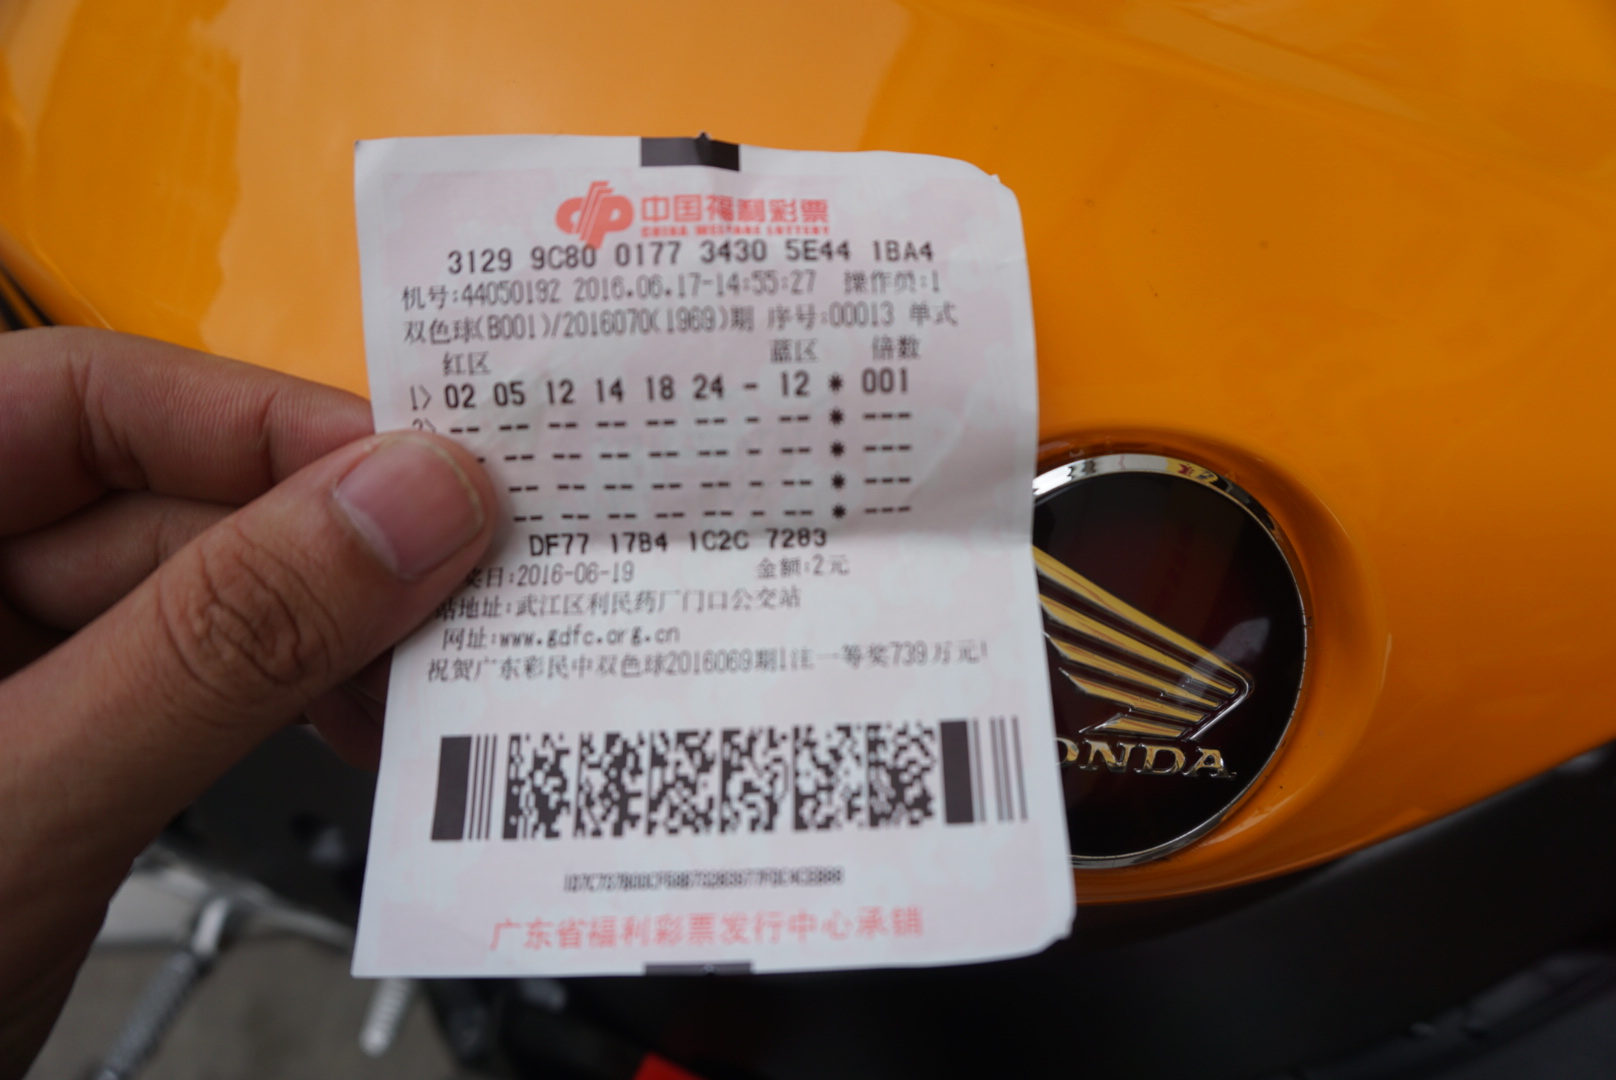 中国福利彩票
CHINA WELFARE LOTTERY
3129 9C80 0177 3430 5E44 1BA4
机号:44050192 2016.06.17-14:55:27 操作员:1
双色球(B001)/2016070(1969)期 序号:00013 单式
红区 蓝区 倍数
1> 02 05 12 14 18 24 - 12 * 001
2> -- -- -- -- -- -- - -- * ---
-- -- -- -- -- - -- * ---
-- -- -- -- -- - -- * ---
-- -- -- -- -- - -- * ---
DF77 17B4 1C2C 7283
奖日:2016-06-19 金额:2元
站地址:武江区利民药厂门口公交站
网址:www.gdfc.org.cn
祝贺广东彩民中双色球2016069期1注一等奖739万元!
广东省福利彩票发行中心承销
ONDA